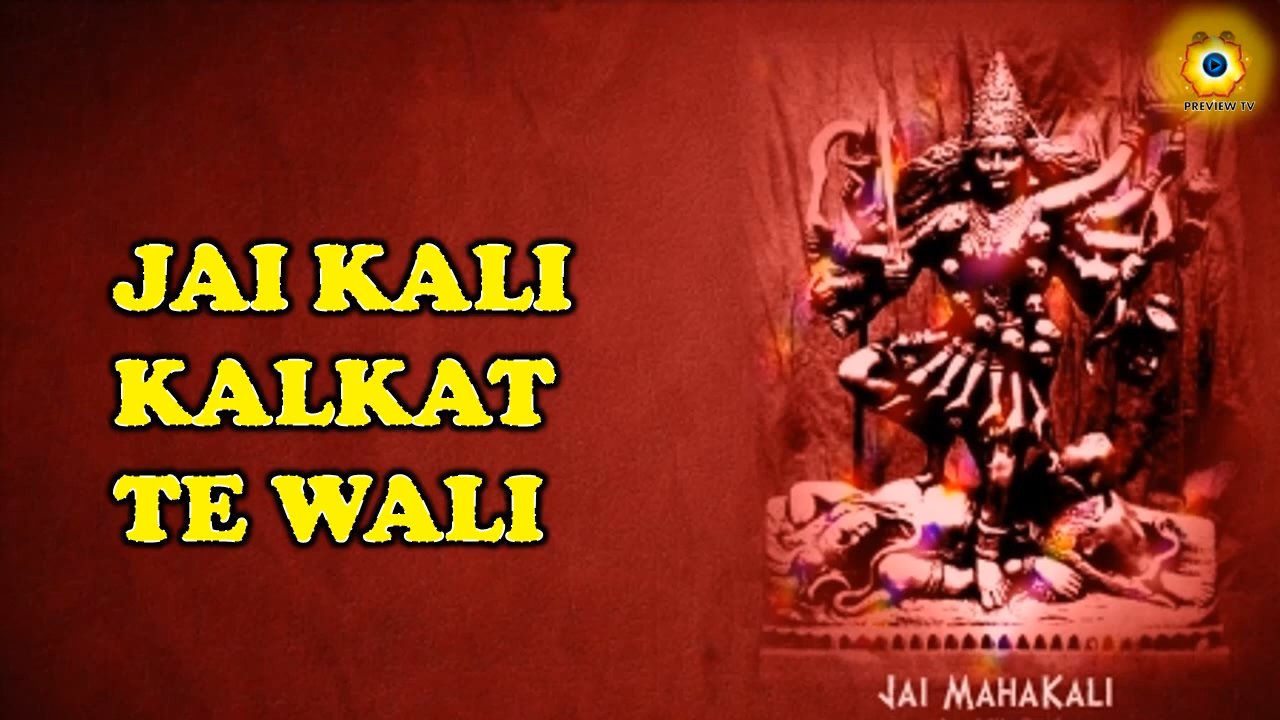 PREVIEW TV
JAI KALI
KALKAT
TE WALI
JAI MAHAKALI